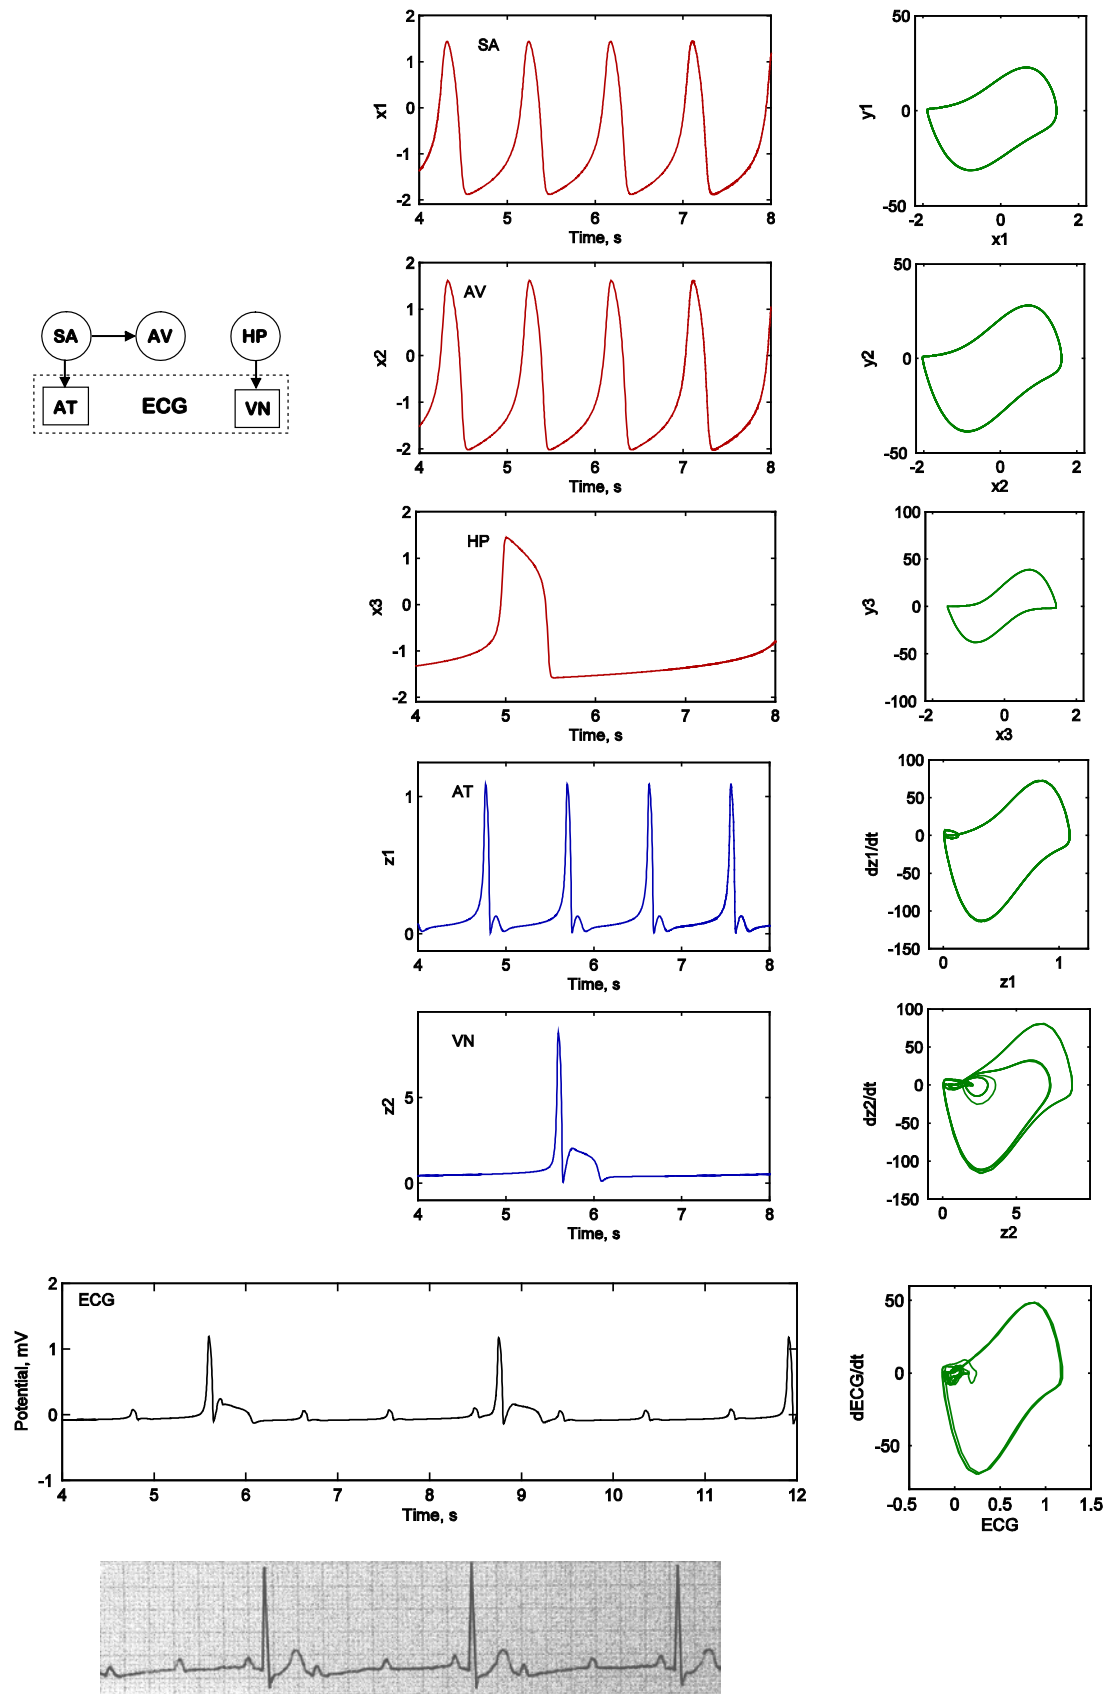 SA AV HP
AT ECG VN
2
1
0
-1
-2
x1
SA
4 5 6 7 8
Time, s
50
0
-50
y1
-2 0 2
x1
2
1
0
-1
-2
x2
AV
4 5 6 7 8
Time, s
50
0
-50
y2
-2 0 2
x2
2
1
0
-1
-2
x3
HP
4 5 6 7 8
Time, s
100
50
0
-50
-100
y3
-2 0 2
x3
1
0
z1
AT
4 5 6 7 8
Time, s
100
50
0
-50
-100
-150
dz1/dt
0 1
z1
5
0
z2
VN
4 5 6 7 8
Time, s
100
50
0
-50
-100
-150
dz2/dt
0 5
z2
2
1
0
-1
Potential, mV
ECG
4 5 6 7 8 9 10 11 12
Time, s
50
0
-50
dECG/dt
-0.5 0 0.5 1 1.5
ECG